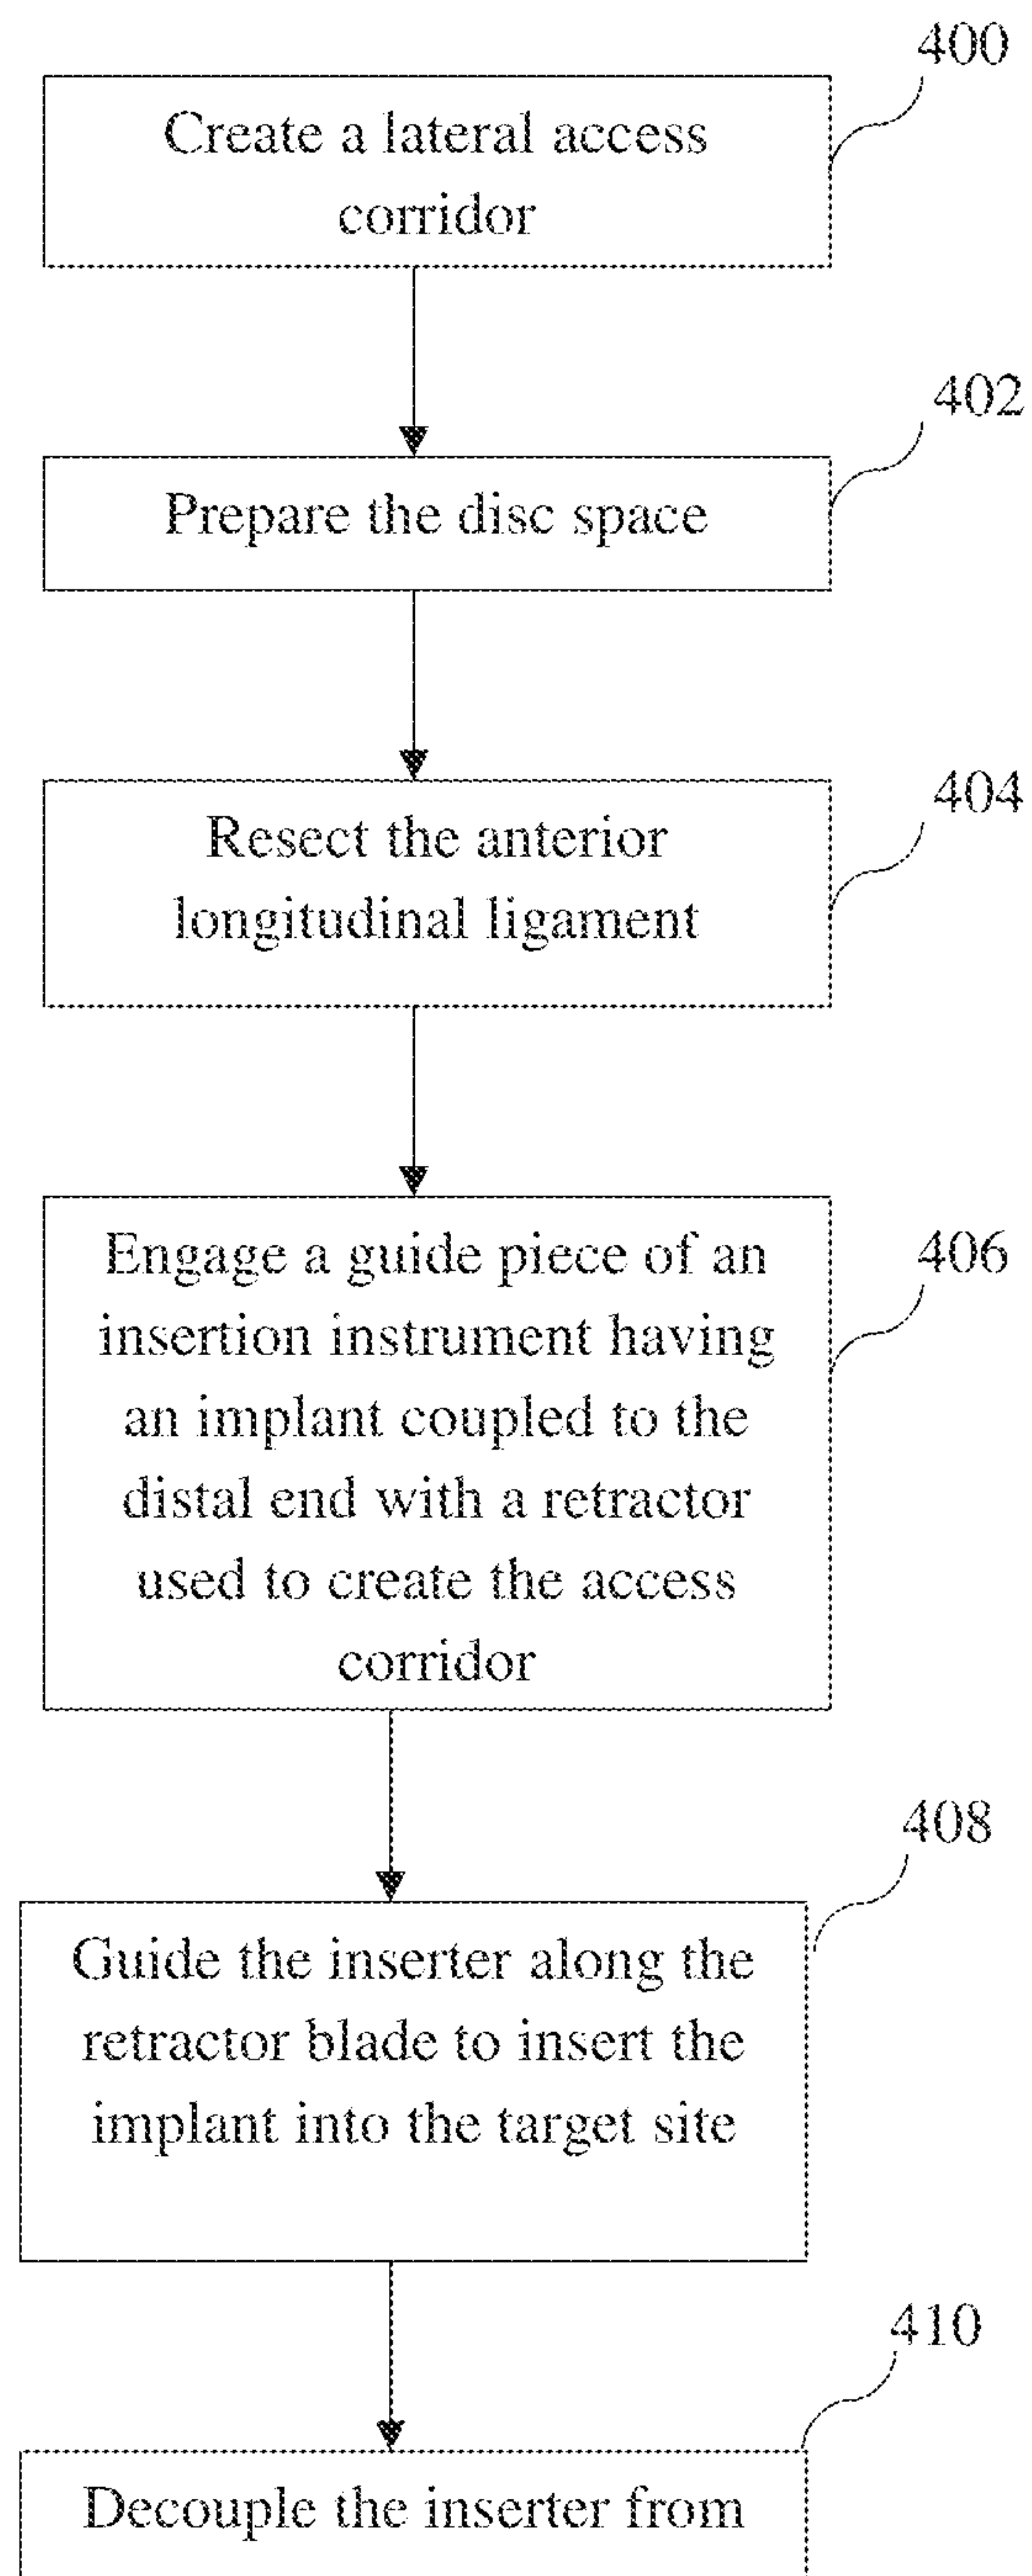 400
Create a lateral access
corridor
402
Prepare the disc space
404
Resect the anterior
longitudinal ligament
406
Engage a guide piece of an
insertion instrument having
an implant coupled to the
distal end with a retractor
used to create the access
corridor
408
Guide the inserter along the
retractor blade to insert the
implant into the target site
410
Decouple the inserter from